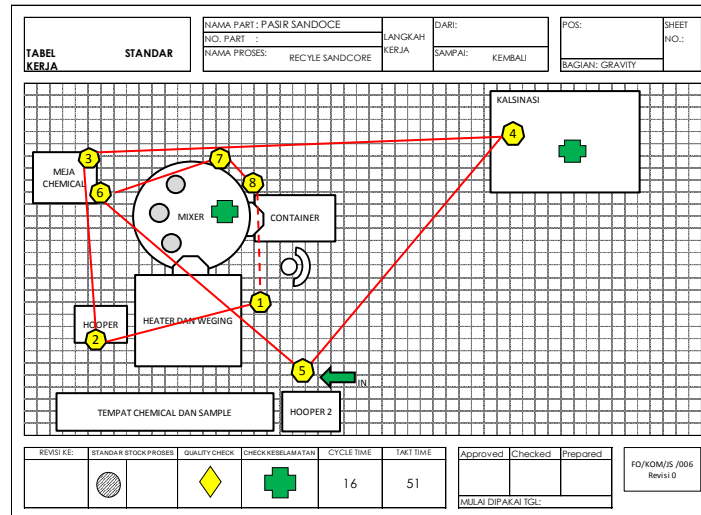 TABEL STANDAR
KERJA
NAMA PART : PASIR SANDOCE
NO. PART :
NAMA PROSES: RECYLE SANDCORE
LANGKAH
KERJA
DARI:
SAMPAI: KEMBALI
POS:
BAGIAN: GRAVITY
SHEET
NO.:
KALSINASI
4
3
7
MEJA
CHEMICAL
6
8
MIXER
CONTAINER
1
HOOPER
HEATER DAN WEGING
2
5
IN
TEMPAT CHEMICAL DAN SAMPLE
HOOPER 2
REVISI KE:
STANDAR STOCK PROSES
QUALITY CHECK
CHECK KESELAMATAN
CYCLE TIME
TAKT TIME
16
51
Approved
Checked
Prepared
MULAI DIPAKAI TGL:
FO/KOM/JS /006
Revisi 0